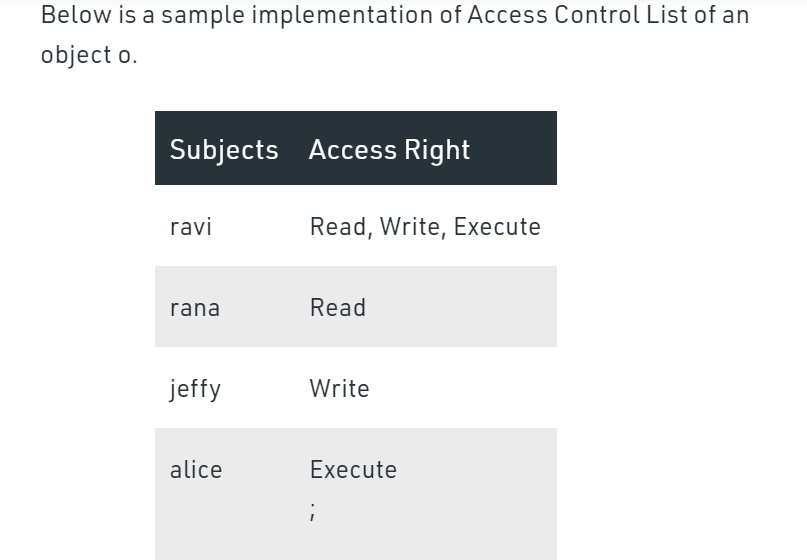 Below is a sample implementation of Access Control List of an
object o.
Subjects Access Right
ravi Read, Write, Execute
rana Read
jeffy Write
alice Execute
;